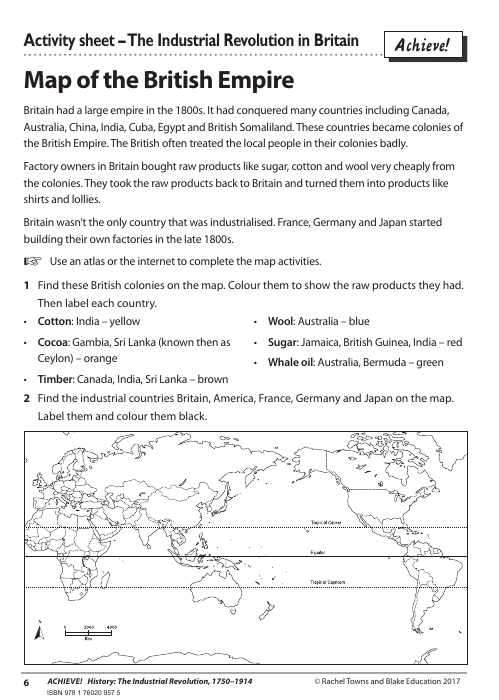 Activity sheet – The Industrial Revolution in Britain
Achieve!
Map of the British Empire
Britain had a large empire in the 1800s. It had conquered many countries including Canada,
Australia, China, India, Cuba, Egypt and British Somaliland. These countries became colonies of
the British Empire. The British often treated the local people in their colonies badly.
Factory owners in Britain bought raw products like sugar, cotton and wool very cheaply from
the colonies. They took the raw products back to Britain and turned them into products like
shirts and lollies.
Britain wasn't the only country that was industrialised. France, Germany and Japan started
building their own factories in the late 1800s.
Use an atlas or the internet to complete the map activities.
1 Find these British colonies on the map. Colour them to show the raw products they had.
Then label each country.
• Cotton: India – yellow
• Cocoa: Gambia, Sri Lanka (known then as
Ceylon) – orange
• Timber: Canada, India, Sri Lanka – brown
• Wool: Australia – blue
• Sugar: Jamaica, British Guinea, India – red
• Whale oil: Australia, Bermuda – green
2 Find the industrial countries Britain, America, France, Germany and Japan on the map.
Label them and colour them black.
Tropic of Cancer
Equator
Tropic of Capricorn
N
0 2000 4000
Km
6 ACHIEVE! History: The Industrial Revolution, 1750–1914 © Rachel Towns and Blake Education 2017
ISBN 978 1 76020 957 5